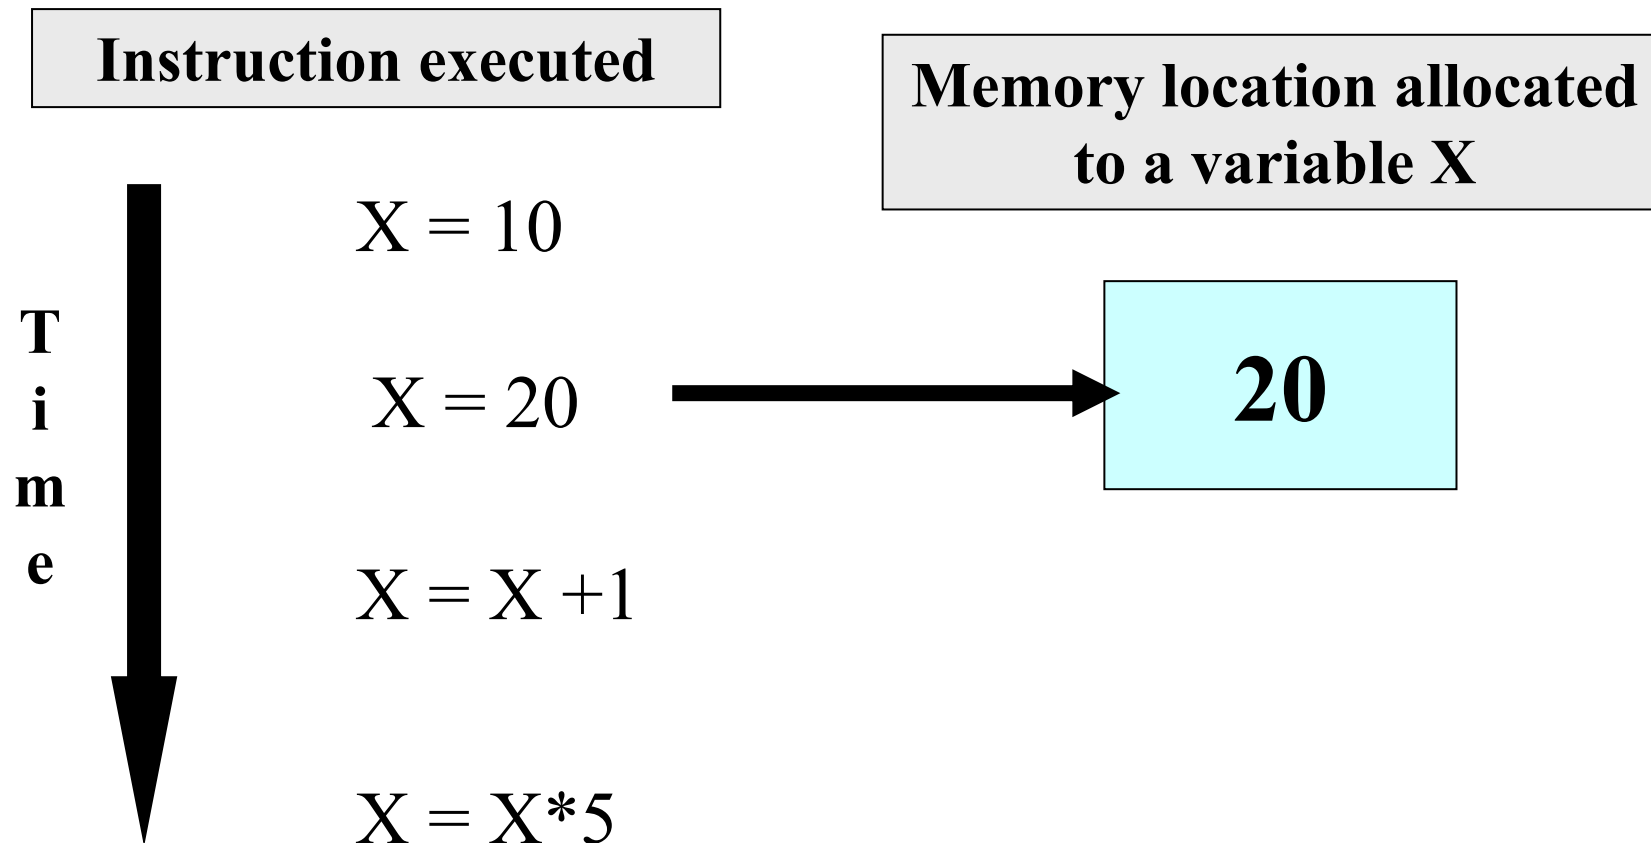 Instruction executed
Memory location allocated
to a variable X
T
i
m
e
X = 10
X = 20
20
X = X +1
X = X*5